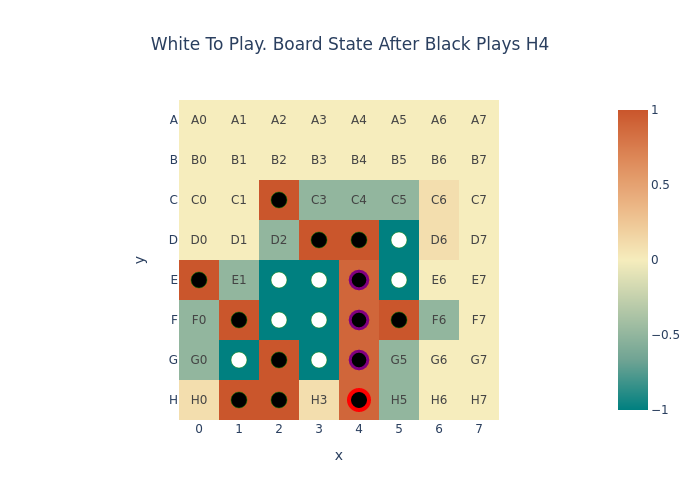 White To Play. Board State After Black Plays H4
A A0 A1 A2 A3 A4 A5 A6 A7
B B0 B1 B2 B3 B4 B5 B6 B7
C C0 C1 C3 C4 C5 C6 C7
D D0 D1 D2 D6 D7
E E1 E6 E7
F F0 F6 F7
G G0 G5 G6 G7
H H0 H3 H5 H6 H7
0 1 2 3 4 5 6 7
x
y
1
0.5
0
−0.5
−1